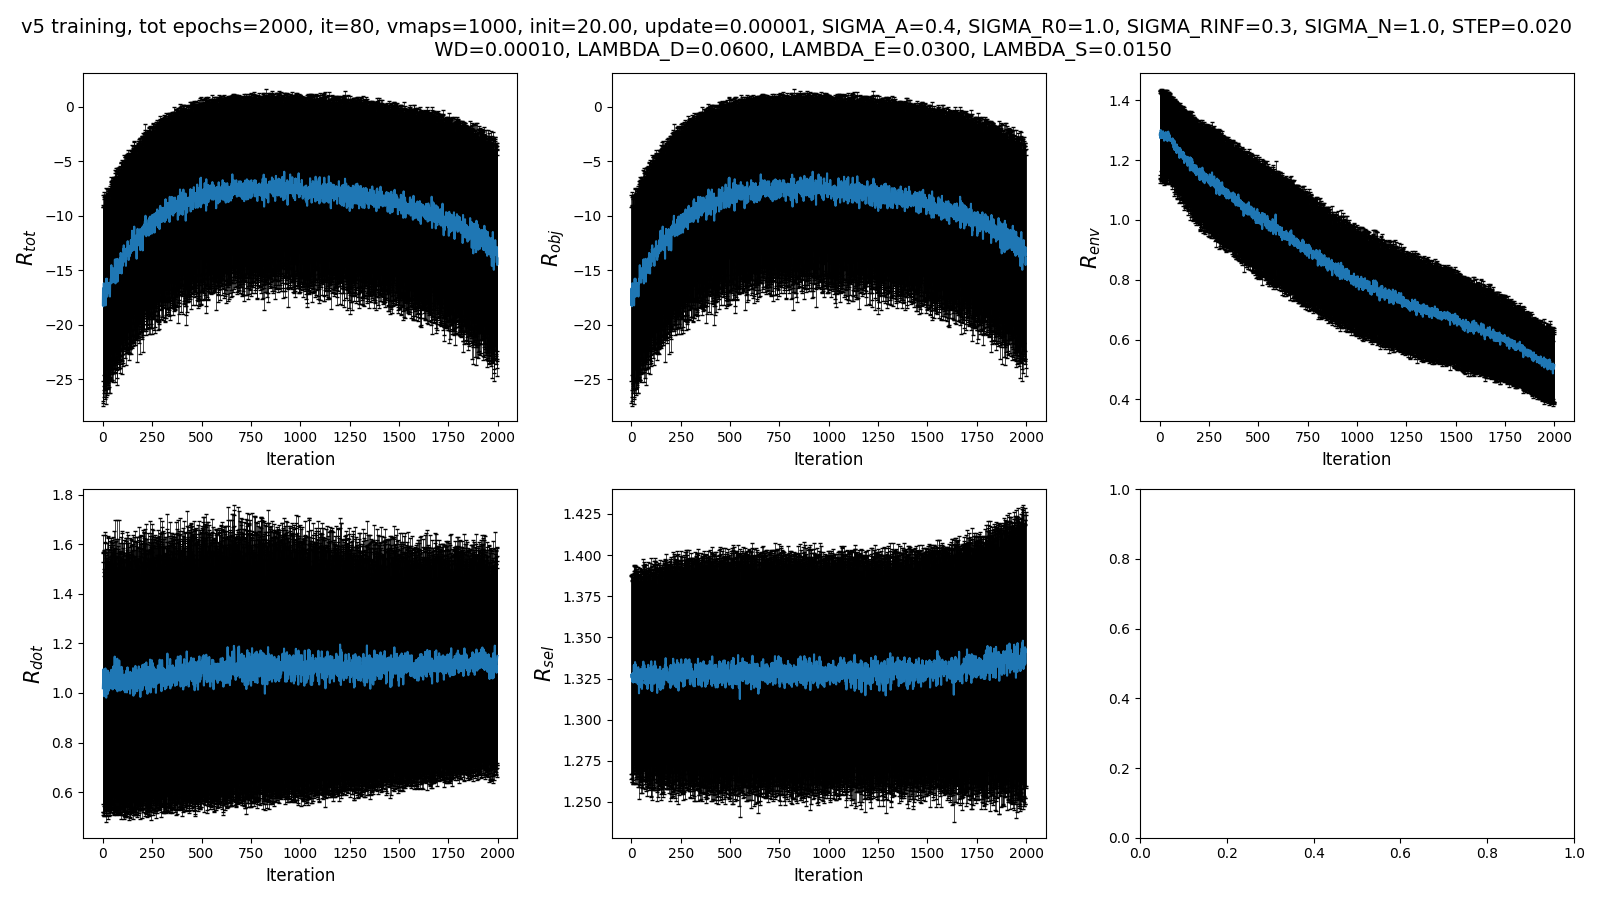 v5 training, tot epochs=2000, it=80, vmaps=1000, init=20.00, update=0.00001, SIGMA_A=0.4, SIGMA_R0=1.0, SIGMA_RINF=0.3, SIGMA_N=1.0, STEP=0.020
WD=0.00010, LAMBDA_D=0.0600, LAMBDA_E=0.0300, LAMBDA_S=0.0150
R_tot
0
−5
−10
−15
−20
−25
0 250 500 750 1000 1250 1500 1750 2000
Iteration
R_obj
0
−5
−10
−15
−20
−25
0 250 500 750 1000 1250 1500 1750 2000
Iteration
R_env
1.4
1.2
1.0
0.8
0.6
0.4
0 250 500 750 1000 1250 1500 1750 2000
Iteration
R_dot
1.8
1.6
1.4
1.2
1.0
0.8
0.6
0 250 500 750 1000 1250 1500 1750 2000
Iteration
R_sel
1.425
1.400
1.375
1.350
1.325
1.300
1.275
1.250
0 250 500 750 1000 1250 1500 1750 2000
Iteration
1.0
0.8
0.6
0.4
0.2
0.0
0.0 0.2 0.4 0.6 0.8 1.0